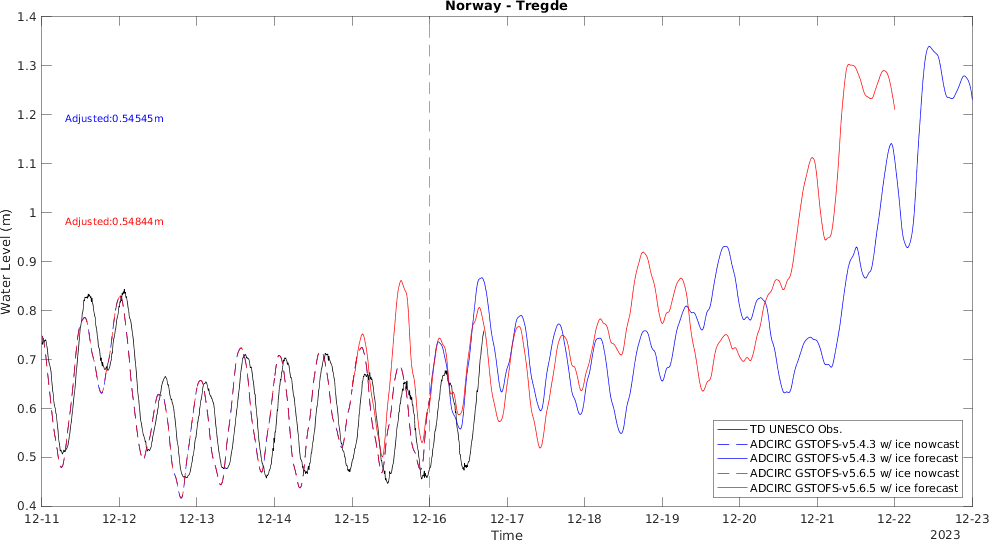 Norway - Tregde
1.4
1.3
1.2
1.1
1
0.9
0.8
0.7
0.6
0.5
0.4
Water Level (m)
Adjusted:0.54545m
Adjusted:0.54844m
TD UNESCO Obs.
ADCIRC GSTOFS-v5.4.3 w/ ice nowcast
ADCIRC GSTOFS-v5.4.3 w/ ice forecast
ADCIRC GSTOFS-v5.6.5 w/ ice nowcast
ADCIRC GSTOFS-v5.6.5 w/ ice forecast
12-11 12-12 12-13 12-14 12-15 12-16 12-17 12-18 12-19 12-20 12-21 12-22 12-23
Time
2023